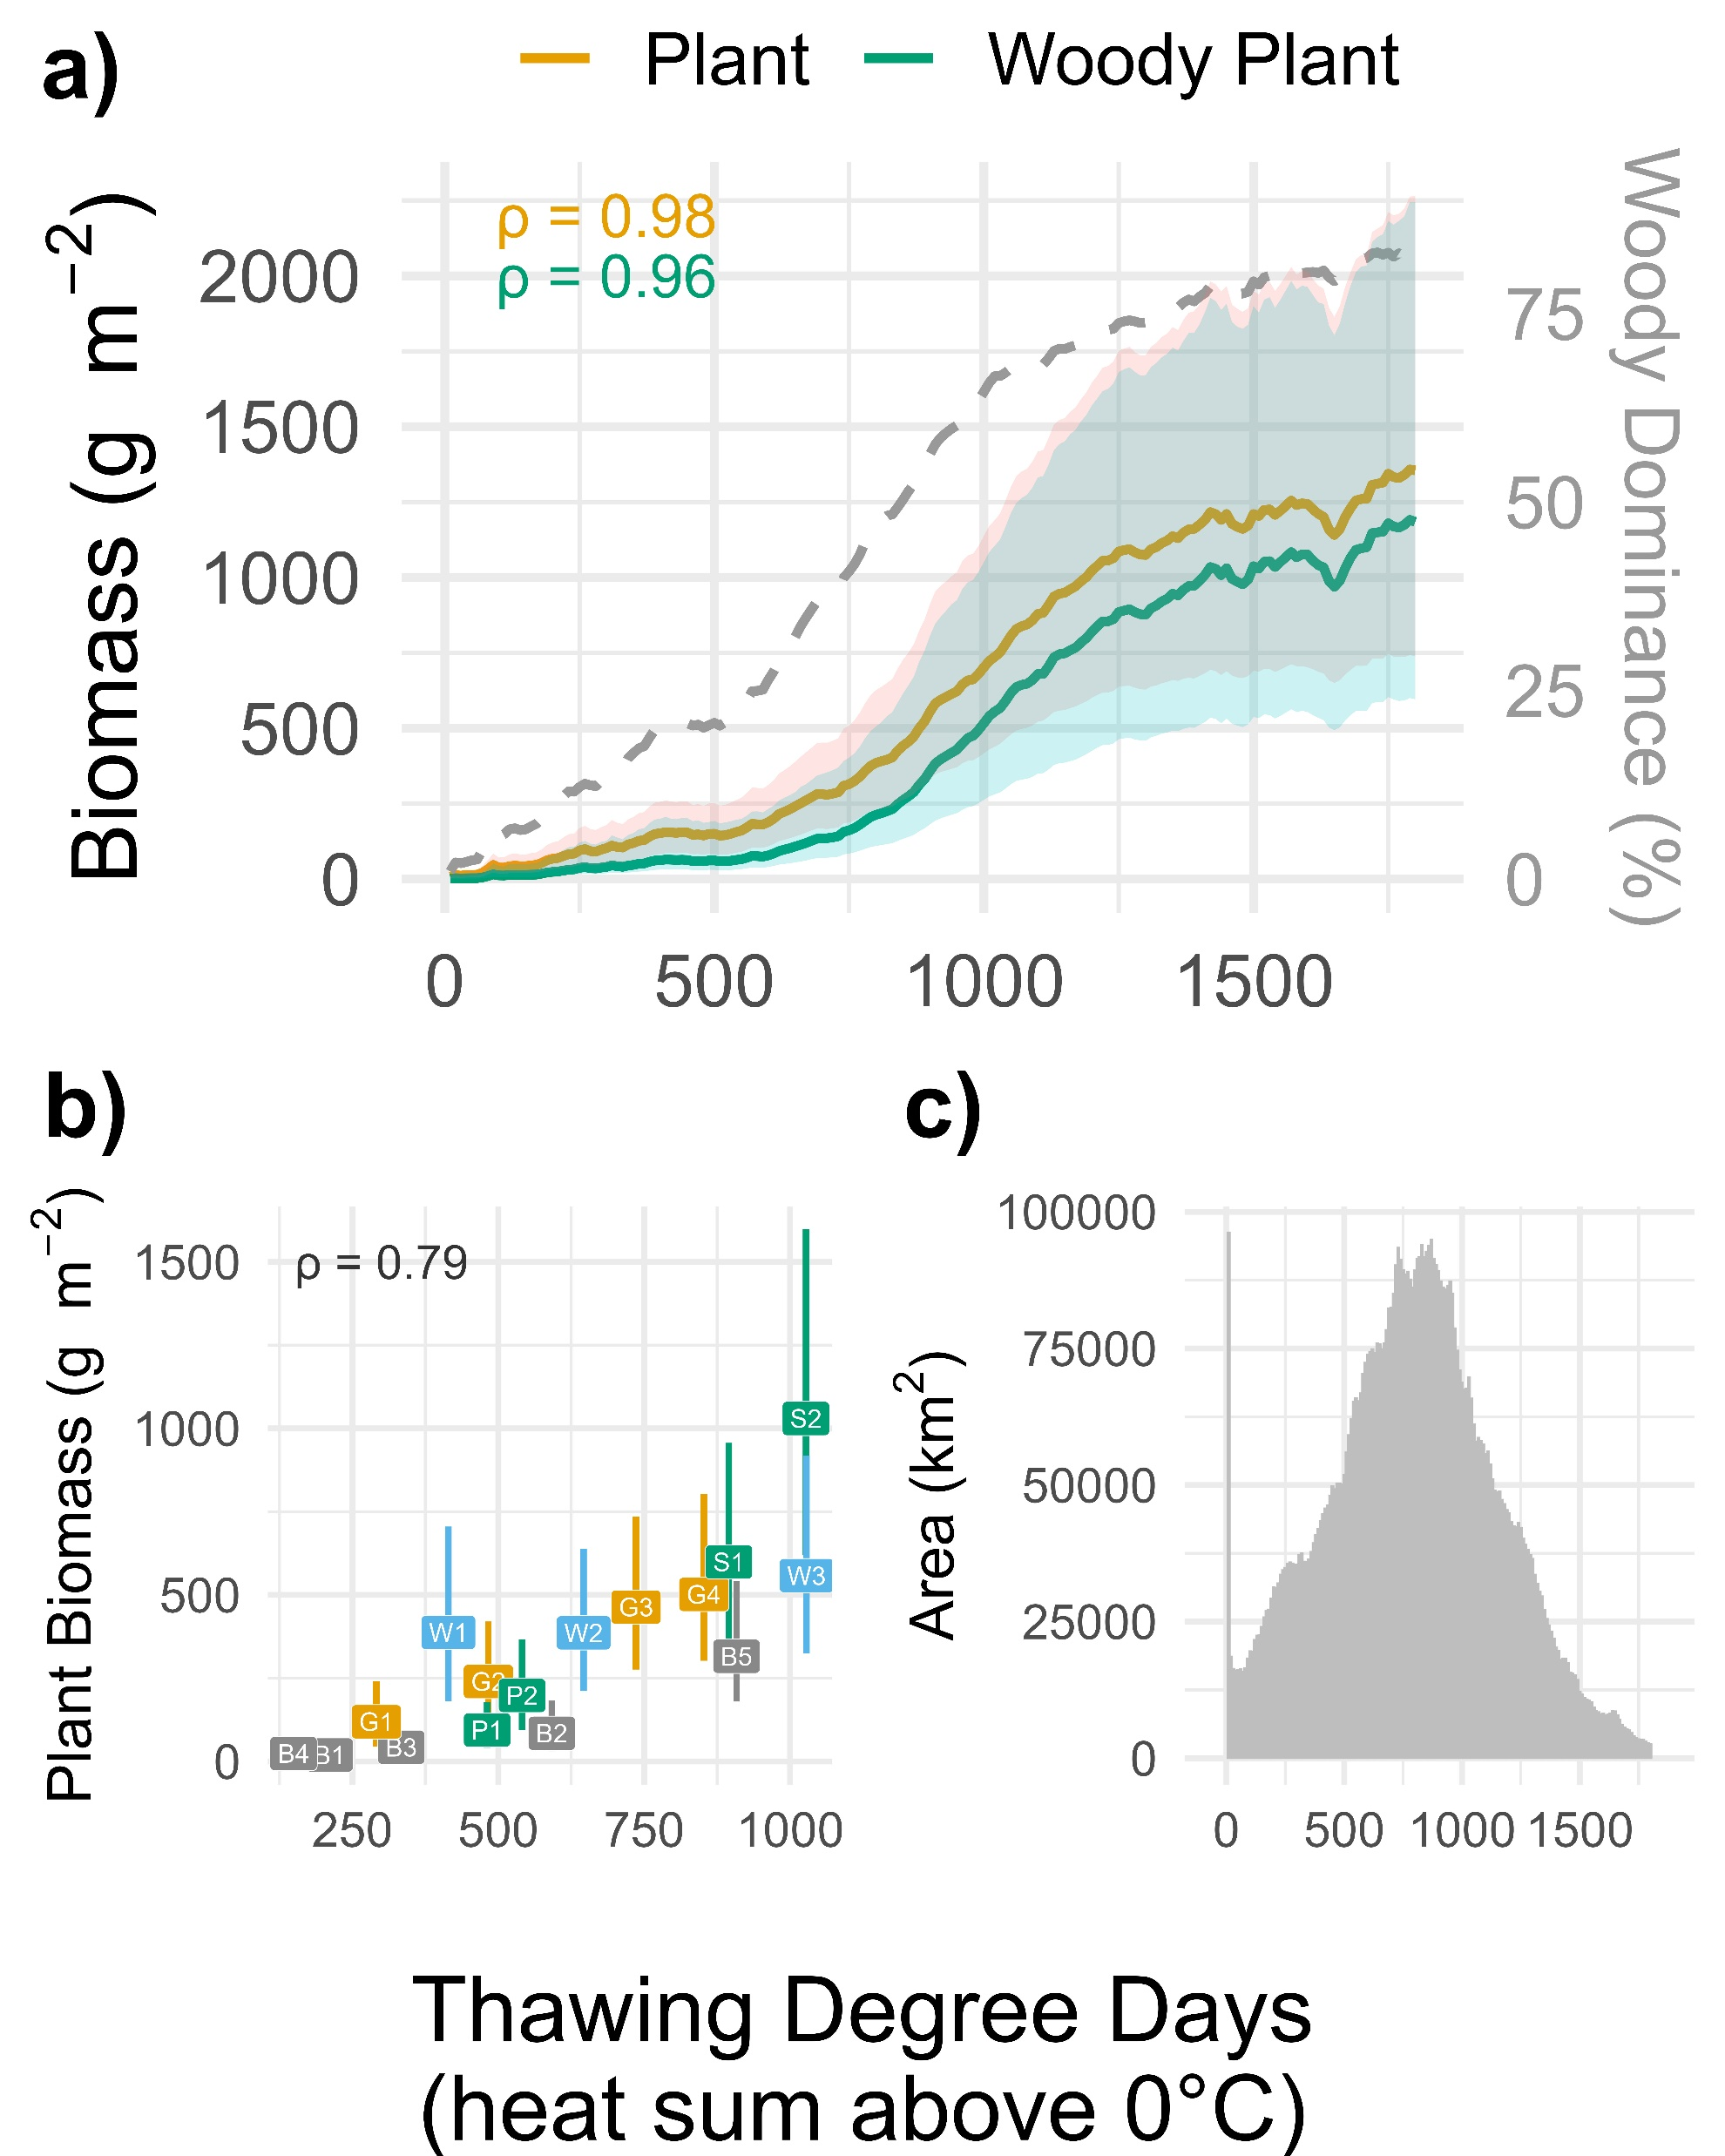 a)
Plant
Woody Plant
ρ = 0.98
ρ = 0.96
Biomass (g m⁻²)
2000
1500
1000
500
0
Woody Dominance (%)
75
50
25
0
0 500 1000 1500
b)
ρ = 0.79
Plant Biomass (g m⁻²)
1500
1000
500
0
S2
W3
S1
G4
G3
B5
W1
W2
G2
P2
G1
P1
B2
B4
B1
B3
250 500 750 1000
c)
Area (km²)
100000
75000
50000
25000
0
0 500 1000 1500
Thawing Degree Days
(heat sum above 0°C)